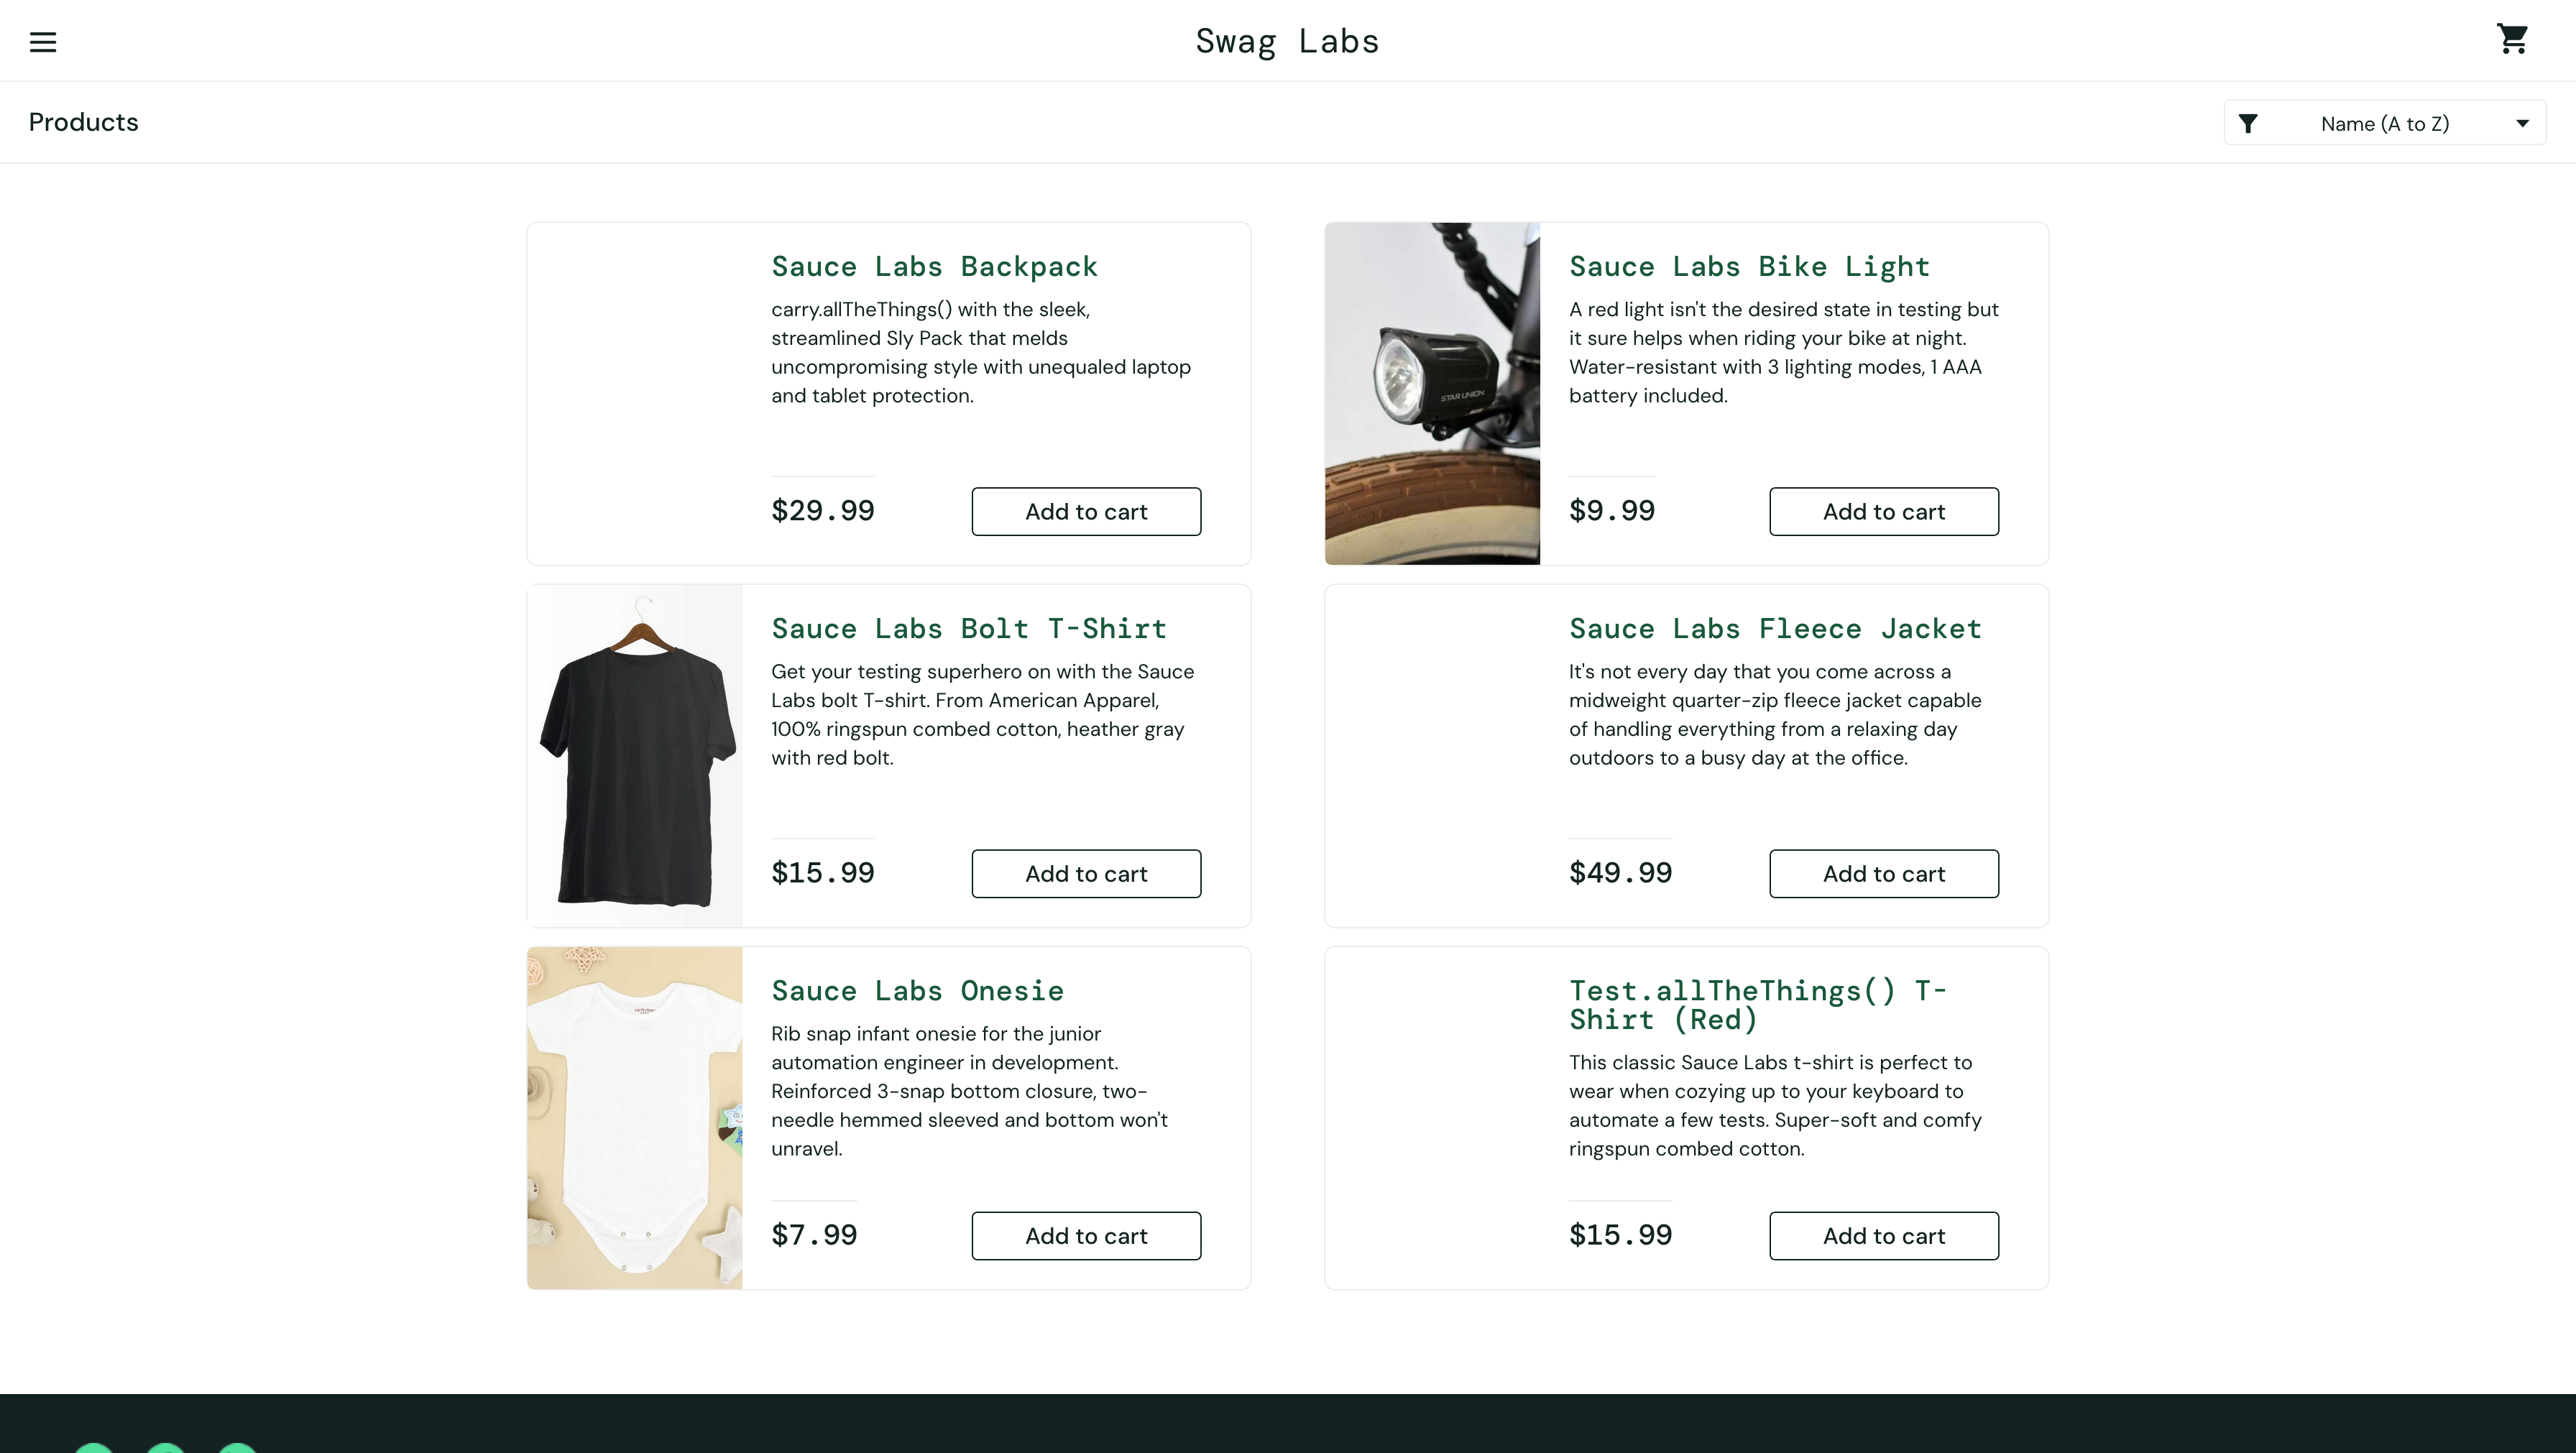 Swag Labs
Products
Name (A to Z)
Sauce Labs Backpack
carry.allTheThings() with the sleek,
streamlined Sly Pack that melds
uncompromising style with unequaled laptop
and tablet protection.
$29.99
Add to cart
Sauce Labs Bike Light
A red light isn't the desired state in testing but
it sure helps when riding your bike at night.
Water-resistant with 3 lighting modes, 1 AAA
battery included.
$9.99
Add to cart
STAR UNION
Sauce Labs Bolt T-Shirt
Get your testing superhero on with the Sauce
Labs bolt T-shirt. From American Apparel,
100% ringspun combed cotton, heather gray
with red bolt.
$15.99
Add to cart
Sauce Labs Fleece Jacket
It's not every day that you come across a
midweight quarter-zip fleece jacket capable
of handling everything from a relaxing day
outdoors to a busy day at the office.
$49.99
Add to cart
Sauce Labs Onesie
Rib snap infant onesie for the junior
automation engineer in development.
Reinforced 3-snap bottom closure, two-
needle hemmed sleeved and bottom won't
unravel.
$7.99
Add to cart
Test.allTheThings() T-
Shirt (Red)
This classic Sauce Labs t-shirt is perfect to
wear when cozying up to your keyboard to
automate a few tests. Super-soft and comfy
ringspun combed cotton.
$15.99
Add to cart